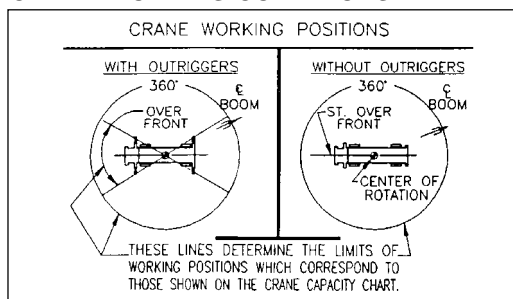 CRANE WORKING POSITIONS
WITH OUTRIGGERS
360°
℄
BOOM
OVER
FRONT
WITHOUT OUTRIGGERS
360°
℄
BOOM
ST. OVER
FRONT
CENTER OF
ROTATION
THESE LINES DETERMINE THE LIMITS OF
WORKING POSITIONS WHICH CORRESPOND TO
THOSE SHOWN ON THE CRANE CAPACITY CHART.